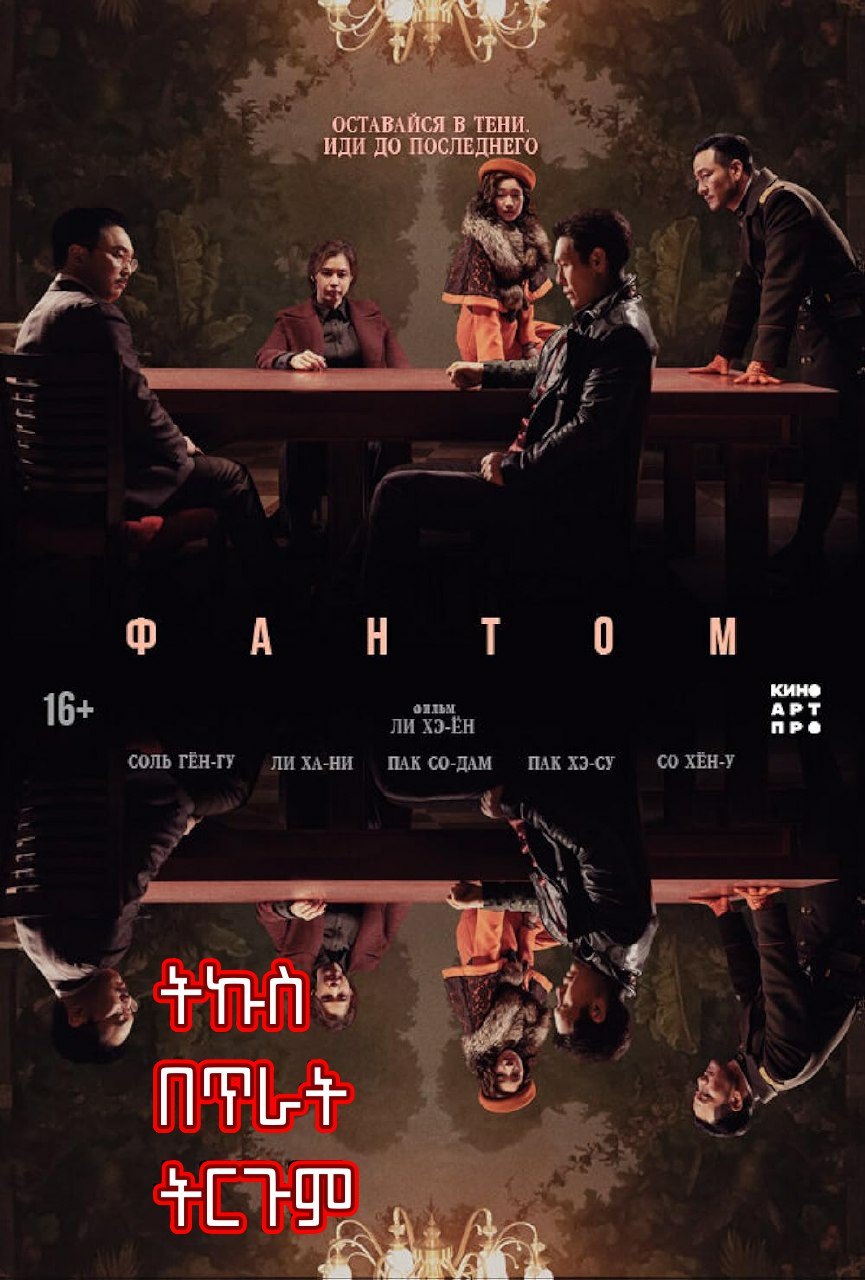 ОСТАВАЙСЯ В ТЕНИ.
ИДИ ДО ПОСЛЕДНЕГО
ФАНТОМ
16+
ФИЛЬМ
ЛИ ХЭ-ЁН
КИНО
АРТ
ПРО
СОЛЬ ГЁН-ГУ ЛИ ХА-НИ ПАК СО-ДАМ ПАК ХЭ-СУ СО ХЁН-У
ትኩስ
በጥራት
ትርጉም